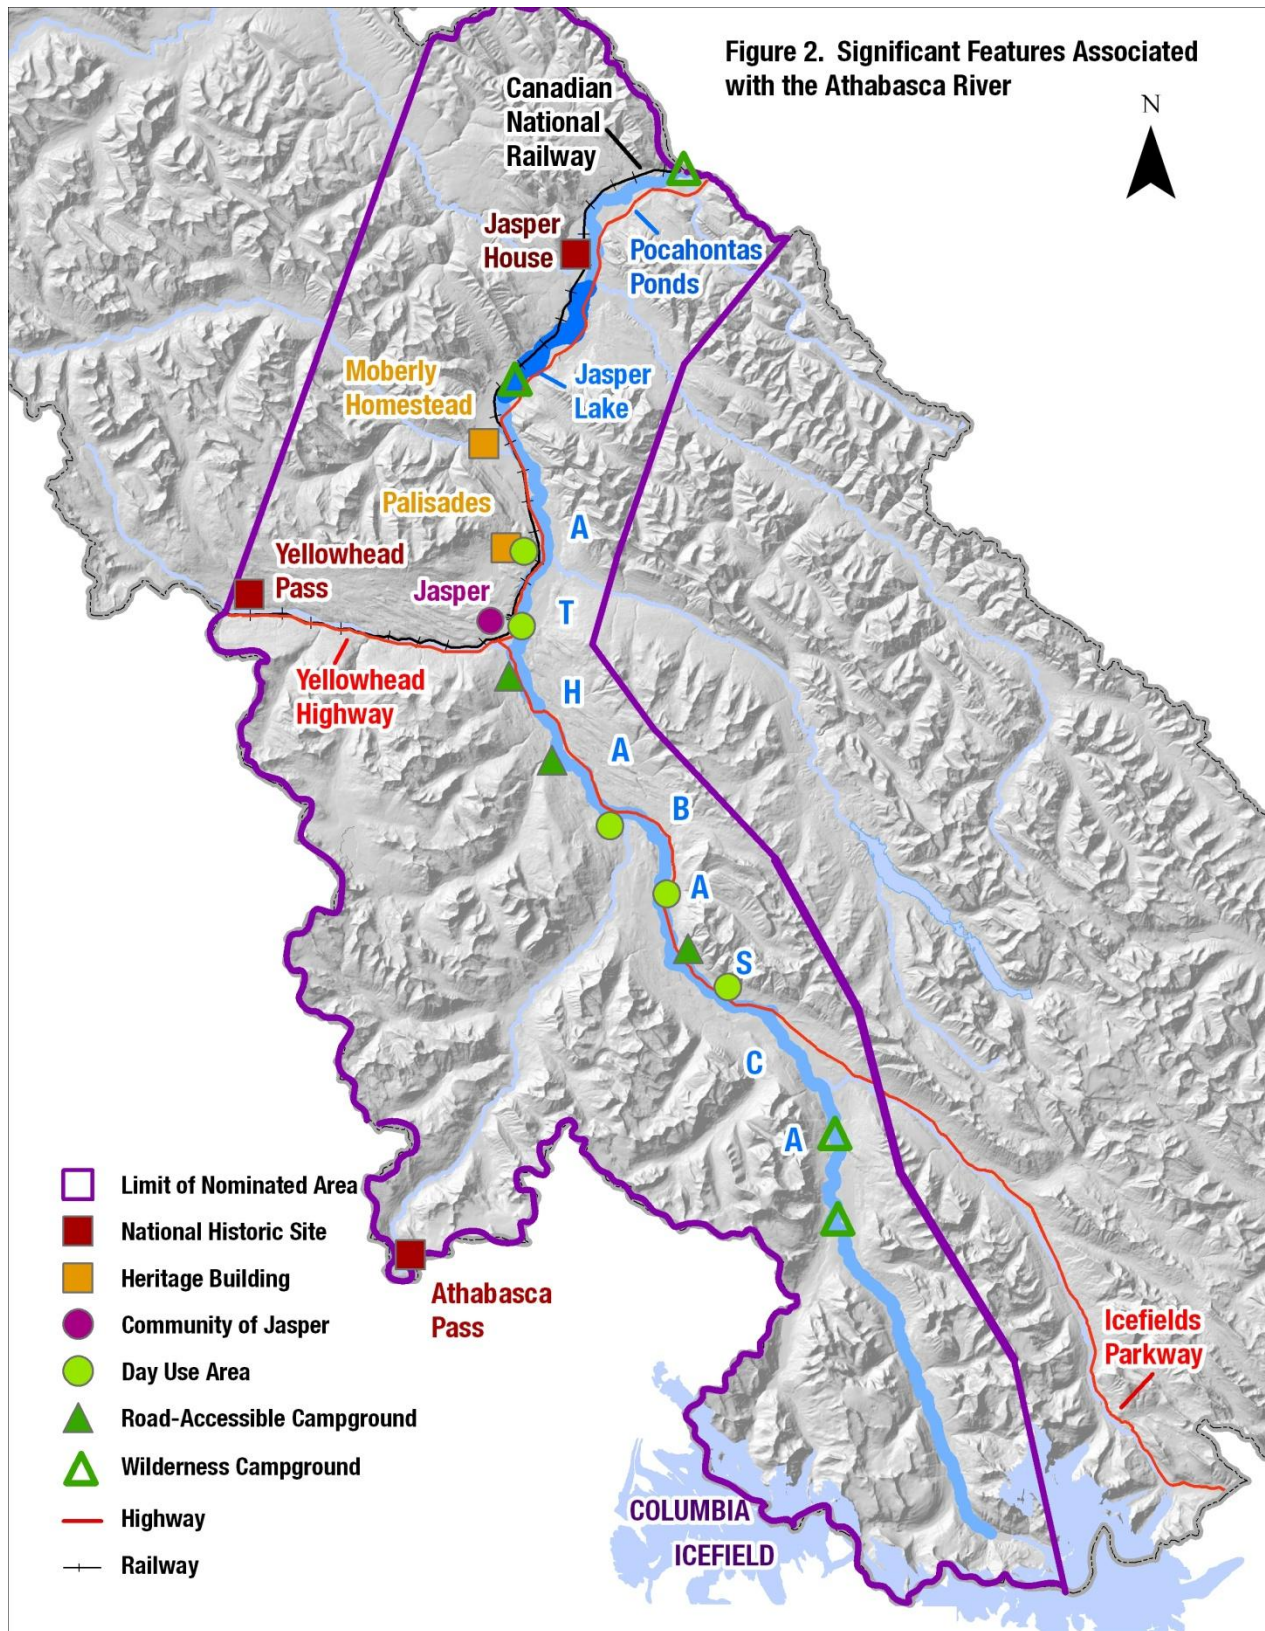 Figure 2.  Significant Features Associated
with the Athabasca River
N
Canadian
National
Railway
Jasper
House
Pocahontas
Ponds
Moberly
Homestead
Jasper
Lake
Palisades
A
Yellowhead
Pass
Jasper
T
Yellowhead
Highway
H
A
B
A
S
C
A
Limit of Nominated Area
National Historic Site
Heritage Building
Community of Jasper
Day Use Area
Road-Accessible Campground
Wilderness Campground
Highway
Railway
Athabasca
Pass
Icefields
Parkway
COLUMBIA
ICEFIELD